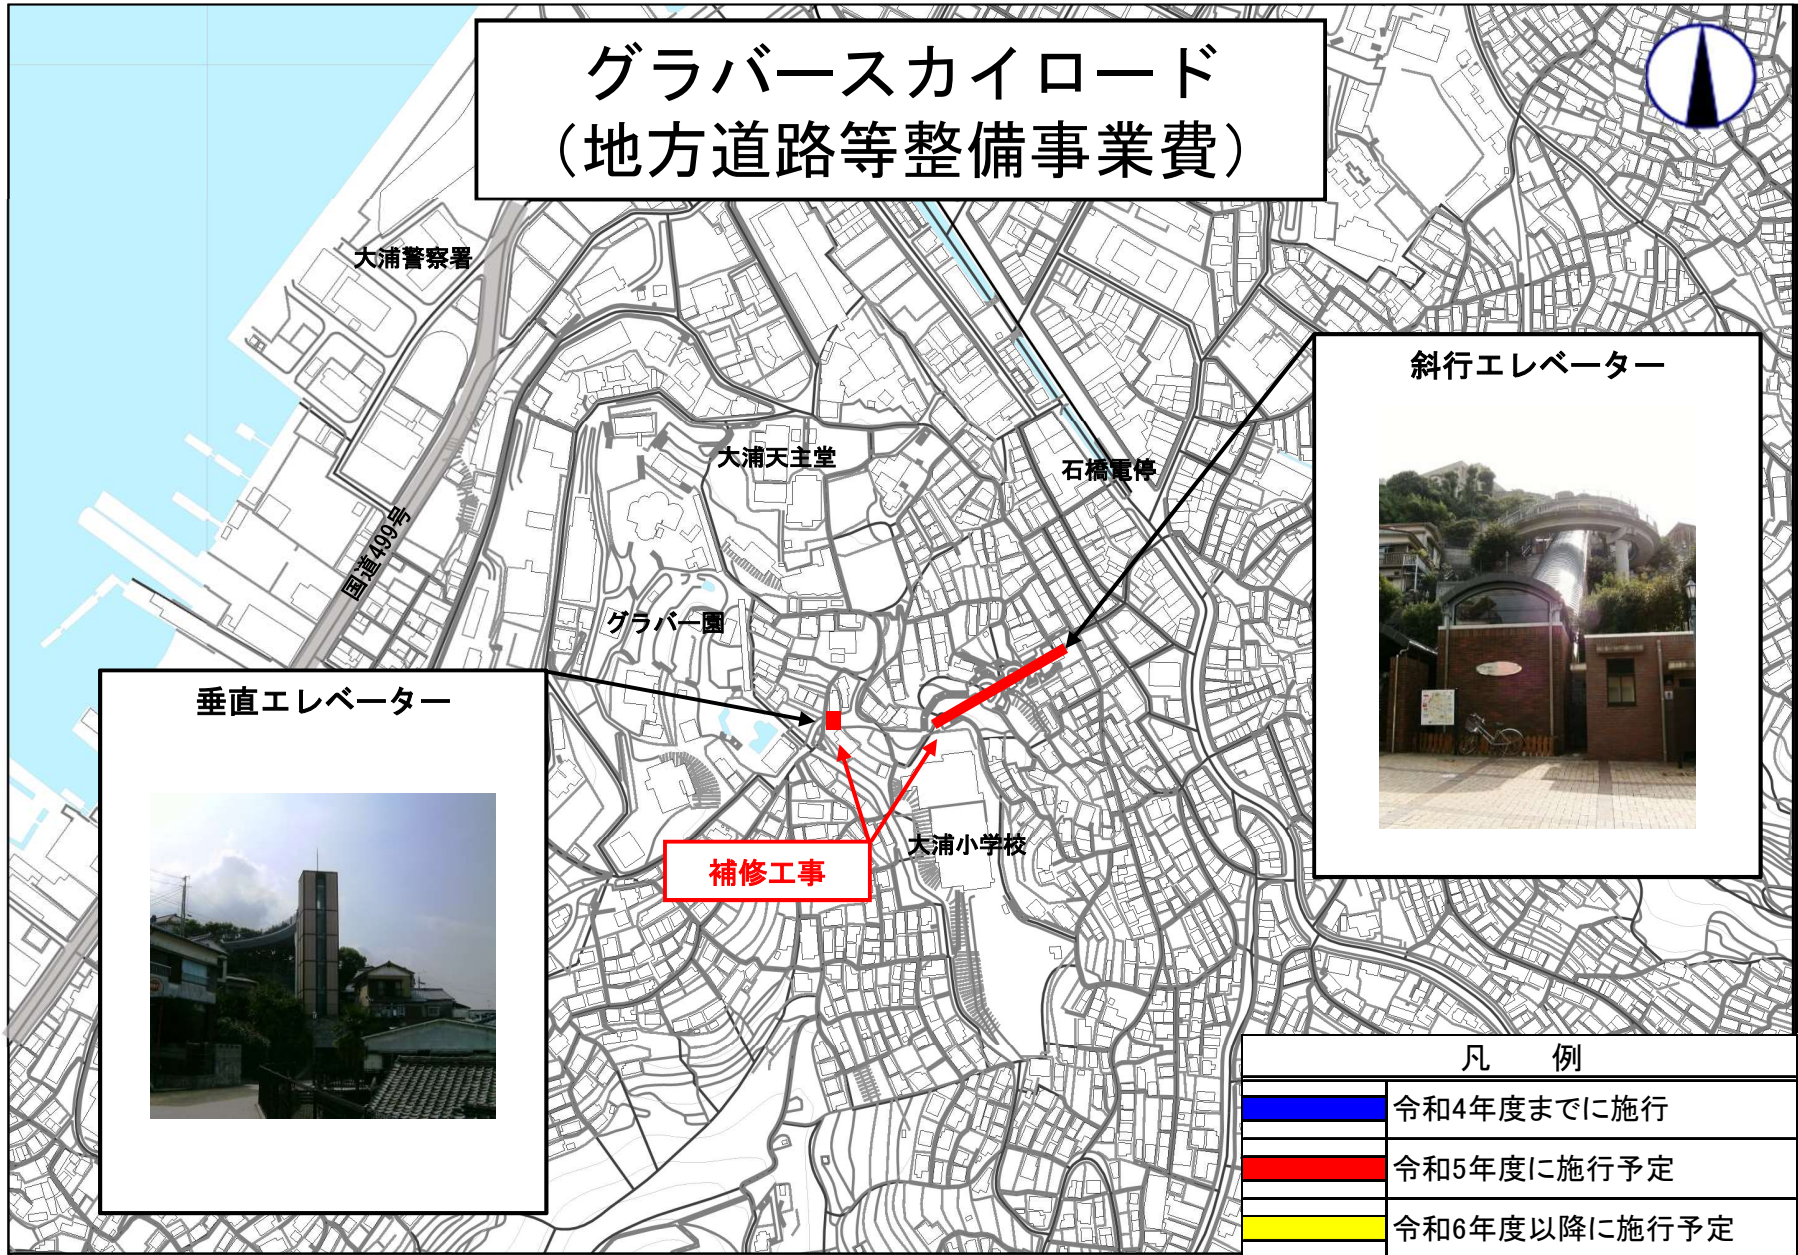 グラバースカイロード
（地方道路等整備事業費）
大浦警察署
斜行エレベーター
大浦天主堂
石橋電停
国道499号
グラバー園
垂直エレベーター
大浦小学校
補修工事
凡　例
令和4年度までに施行
令和5年度に施行予定
令和6年度以降に施行予定